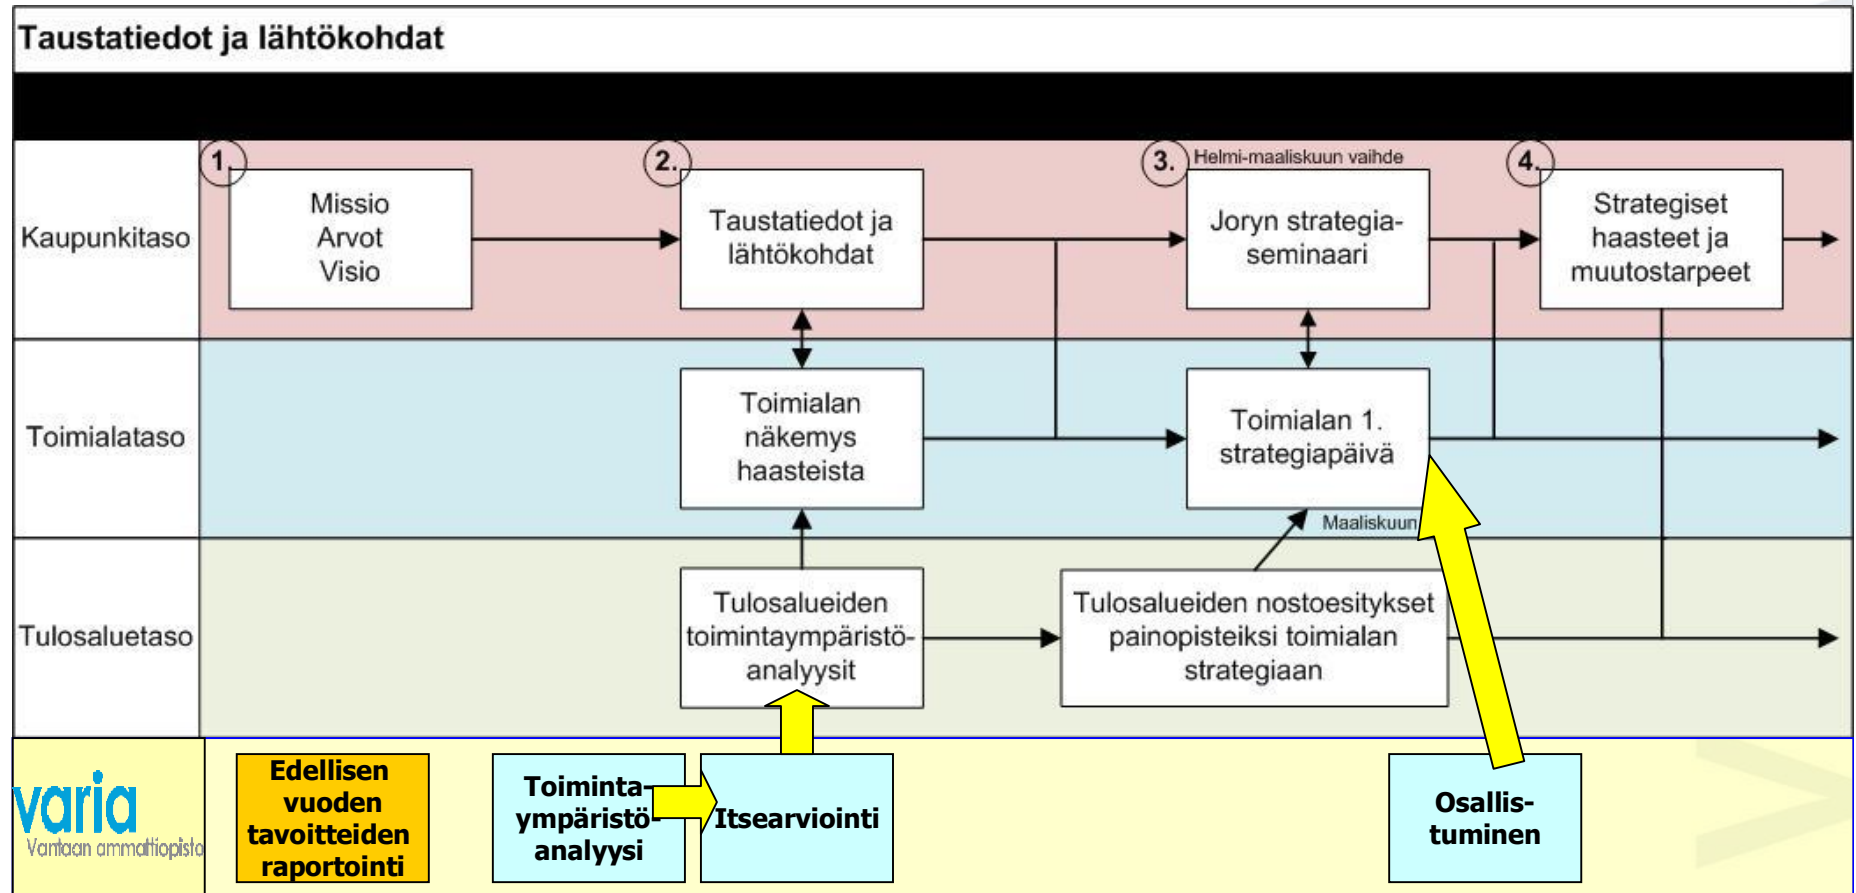 Taustatiedot ja lähtökohdat
Kaupunkitaso
1.
Missio
Arvot
Visio
2.
Taustatiedot ja
lähtökohdat
3.
Helmi-maaliskuun vaihde
Joryn strategia-
seminaari
4.
Strategiset
haasteet ja
muutostarpeet
Toimialataso
Toimialan
näkemys
haasteista
Toimialan 1.
strategiapäivä
Maaliskuun
Tulosaluetaso
Tulosalueiden
toimintaympäristö-
analyysit
Tulosalueiden nostoesitykset
painopisteiksi toimialan
strategiaan
varia
Vantaan ammattiopisto
Edellisen
vuoden
tavoitteiden
raportointi
Toiminta-
ympäristö-
analyysi
Itsearviointi
Osallis-
tuminen